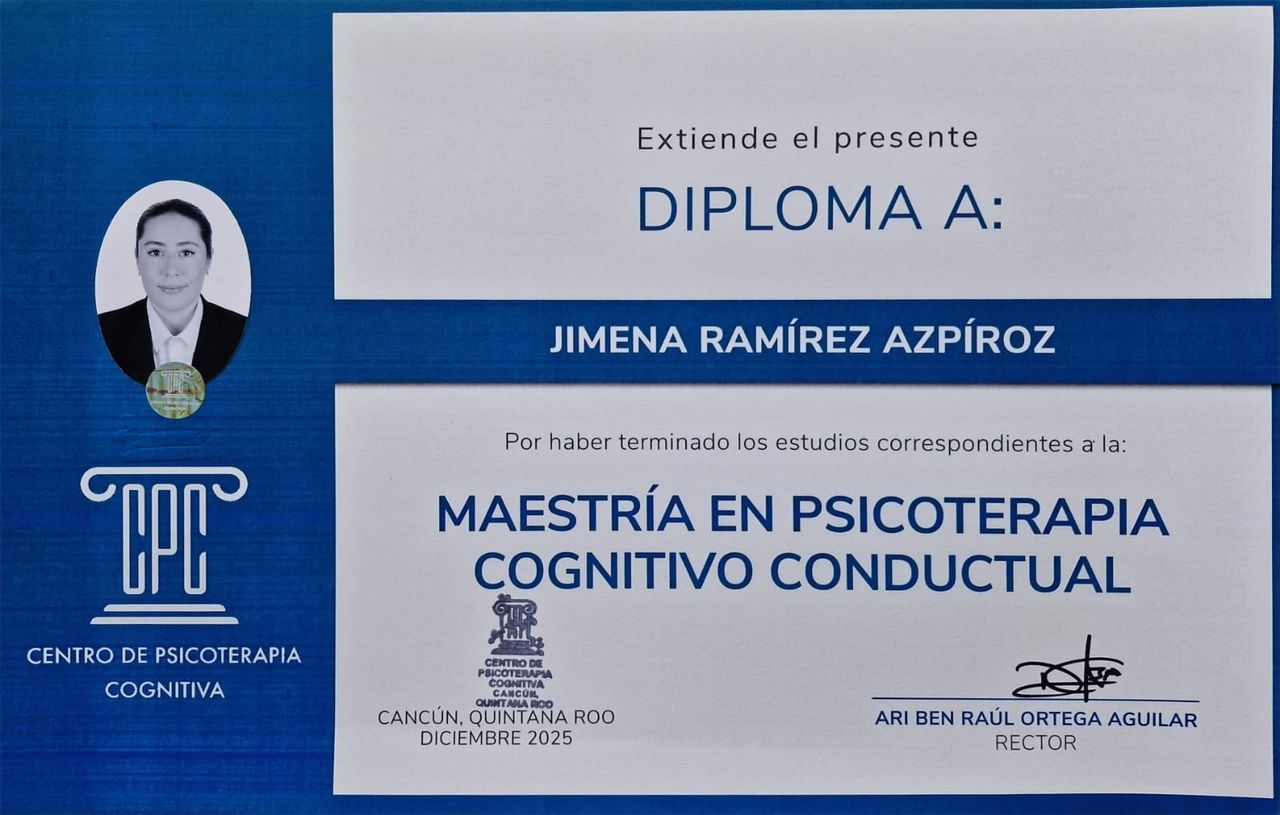 Extiende el presente
DIPLOMA A:
JIMENA RAMÍREZ AZPÍROZ
Por haber terminado los estudios correspondientes a la:
MAESTRÍA EN PSICOTERAPIA
COGNITIVO CONDUCTUAL
CPC
CENTRO DE PSICOTERAPIA
COGNITIVA
CENTRO DE
PSICOTERAPIA
COGNITIVA
CANCÚN,
QUINTANA ROO
CANCÚN, QUINTANA ROO
DICIEMBRE 2025
ARI BEN RAÚL ORTEGA AGUILAR
RECTOR